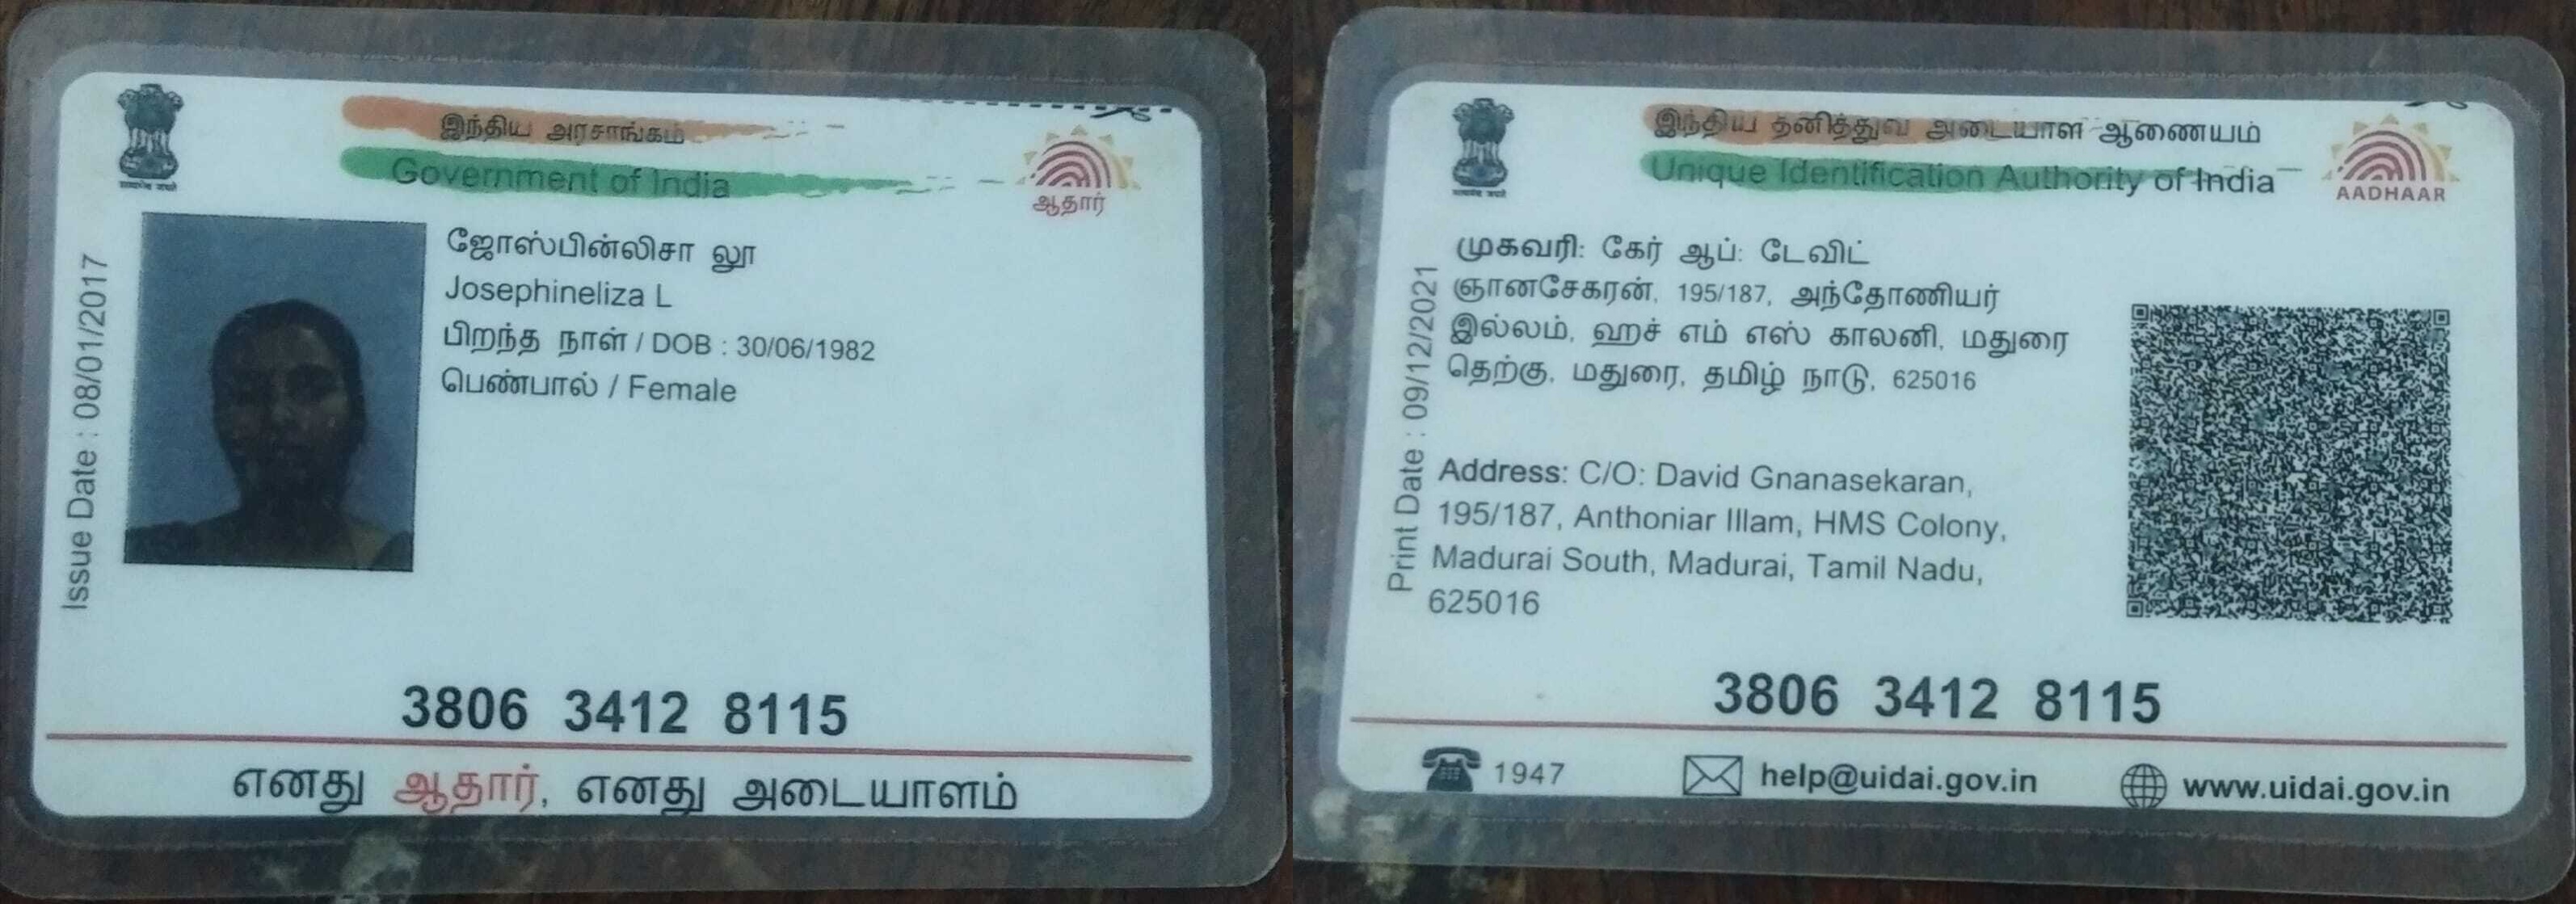 இந்திய அரசாங்கம்
Government of India
ஆதார்
Issue Date : 08/01/2017
ஜோஸ்பின்லிசா லூ
Josephineliza L
பிறந்த நாள் / DOB : 30/06/1982
பெண்பால் / Female
3806 3412 8115
எனது ஆதார், எனது அடையாளம்
இந்திய தனித்துவ அடையாள ஆணையம்
Unique Identification Authority of India
AADHAAR
Print Date : 09/12/2021
முகவரி: கேர் ஆப்: டேவிட்
ஞானசேகரன், 195/187, அந்தோணியர்
இல்லம், ஹச் எம் எஸ் காலனி, மதுரை
தெற்கு, மதுரை, தமிழ் நாடு, 625016
Address: C/O: David Gnanasekaran,
195/187, Anthoniar Illam, HMS Colony,
Madurai South, Madurai, Tamil Nadu,
625016
3806 3412 8115
1947
help@uidai.gov.in
www.uidai.gov.in